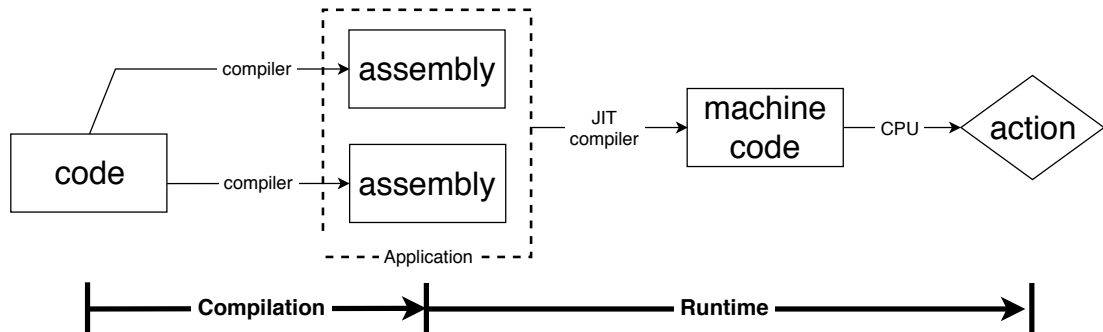 compiler
assembly
code
compiler
assembly
Application
JIT
compiler
machine
code
CPU
action
Compilation
Runtime